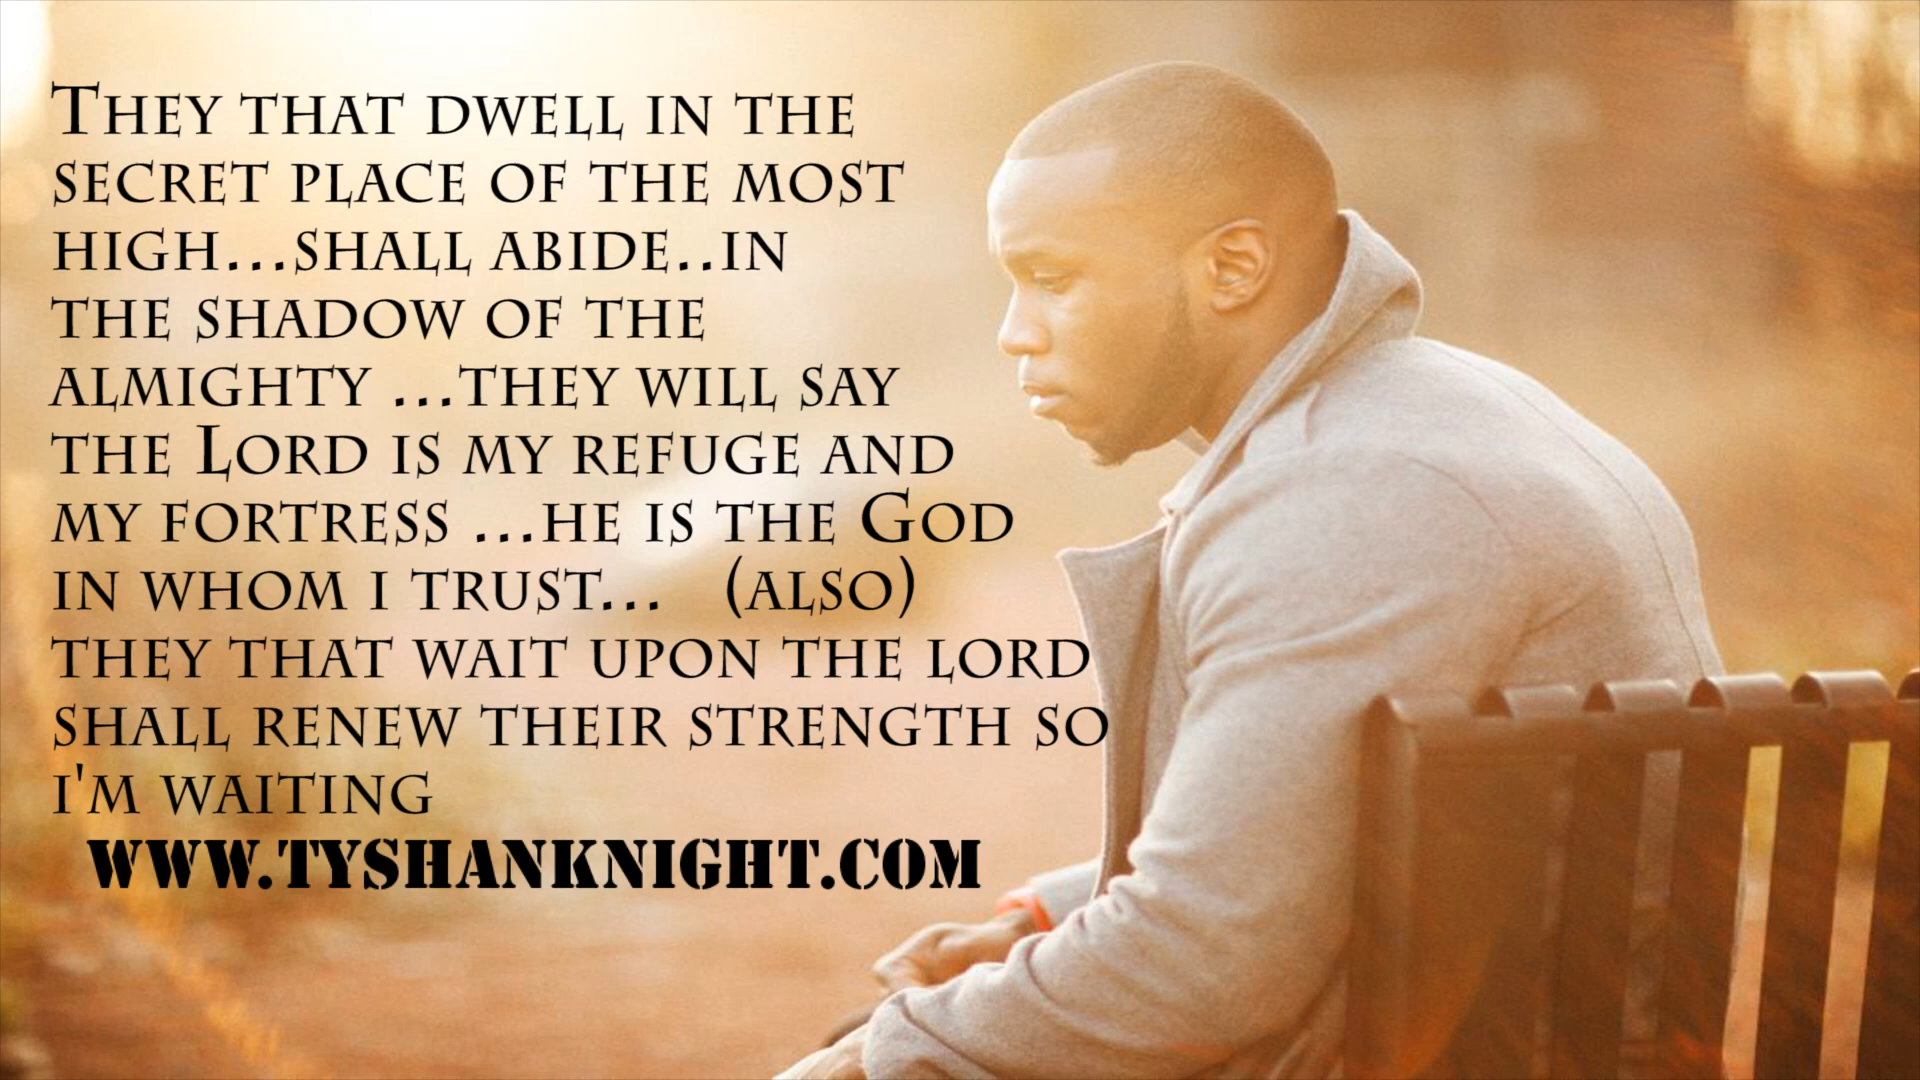 They that dwell in the
secret place of the most
high...shall abide..in
the shadow of the
almighty ...they will say
the Lord is my refuge and
my fortress ...he is the God
in whom i trust... (also)
they that wait upon the lord
shall renew their strength so
i'm waiting
WWW.TYSHANKNIGHT.COM